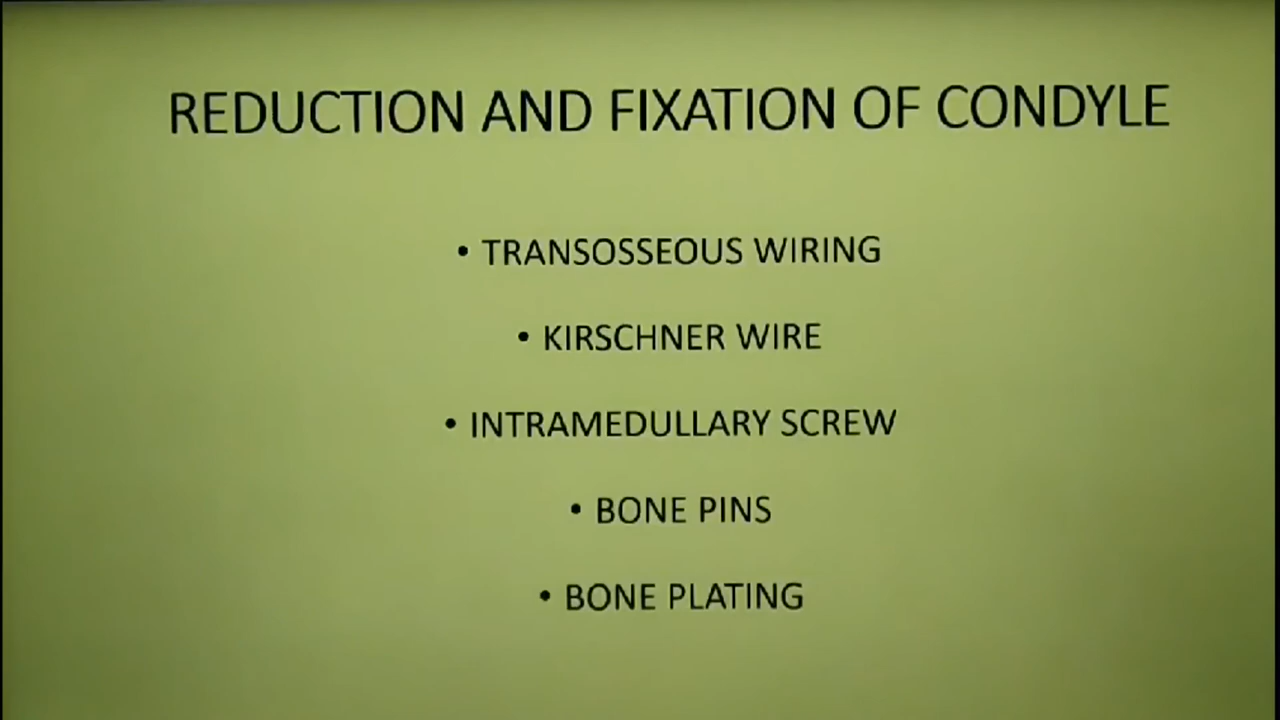 REDUCTION AND FIXATION OF CONDYLE
• TRANSOSSEOUS WIRING
• KIRSCHNER WIRE
• INTRAMEDULLARY SCREW
• BONE PINS
• BONE PLATING